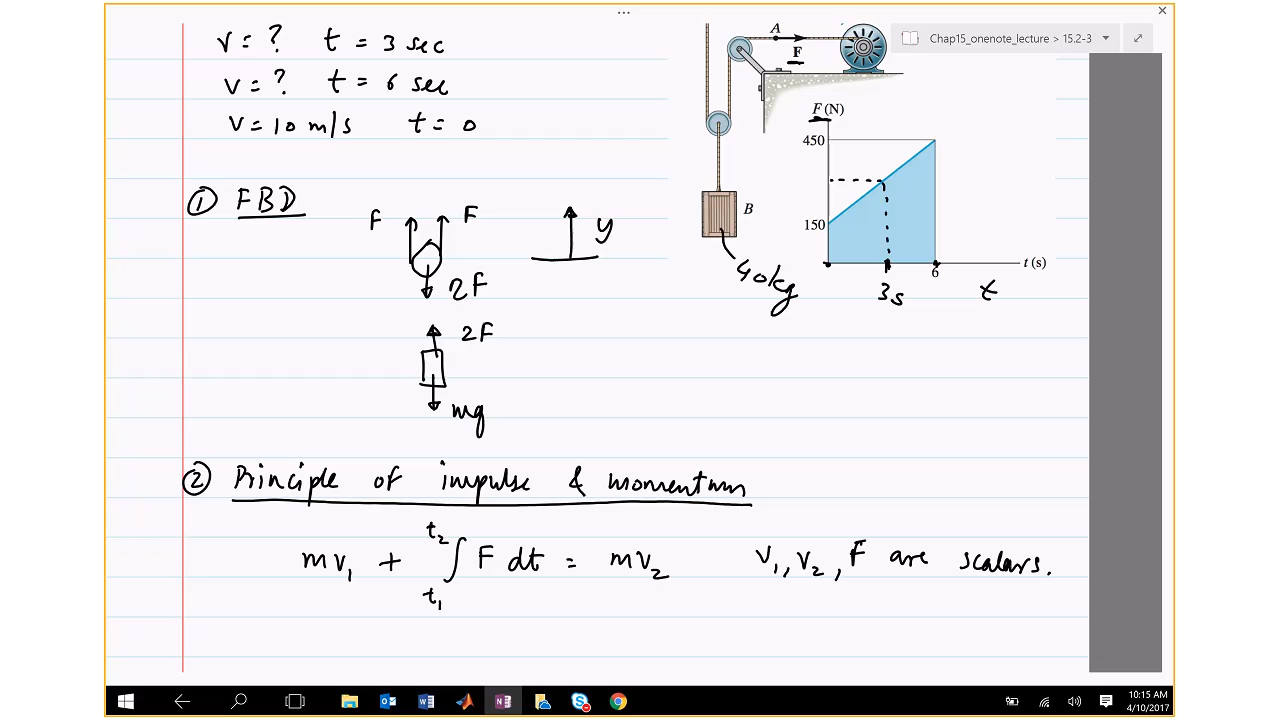 V = ? t = 3 sec
V = ? t = 6 sec
V = 10 m/s t = 0
① FBD
F F y
2F
2F
mg
② Principle of impulse & momentum
t₂
mv₁ + ∫ F dt = mv₂ V₁, V₂, F are scalars.
t₁
Chap15_onenote_lecture > 15.2-3
A
F
F (N)
450
B
150
t (s)
6
40kg
3s
t
10:15 AM
4/10/2017